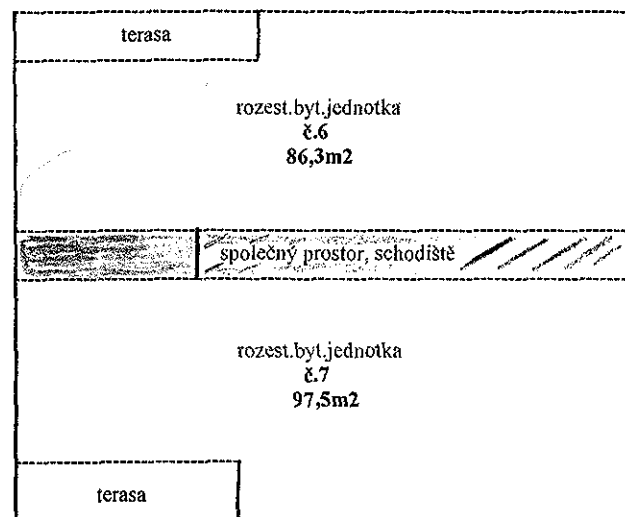 terasa
rozest.byt.jednotka
č.6
86,3m2
společný prostor, schodiště
rozest.byt.jednotka
č.7
97,5m2
terasa